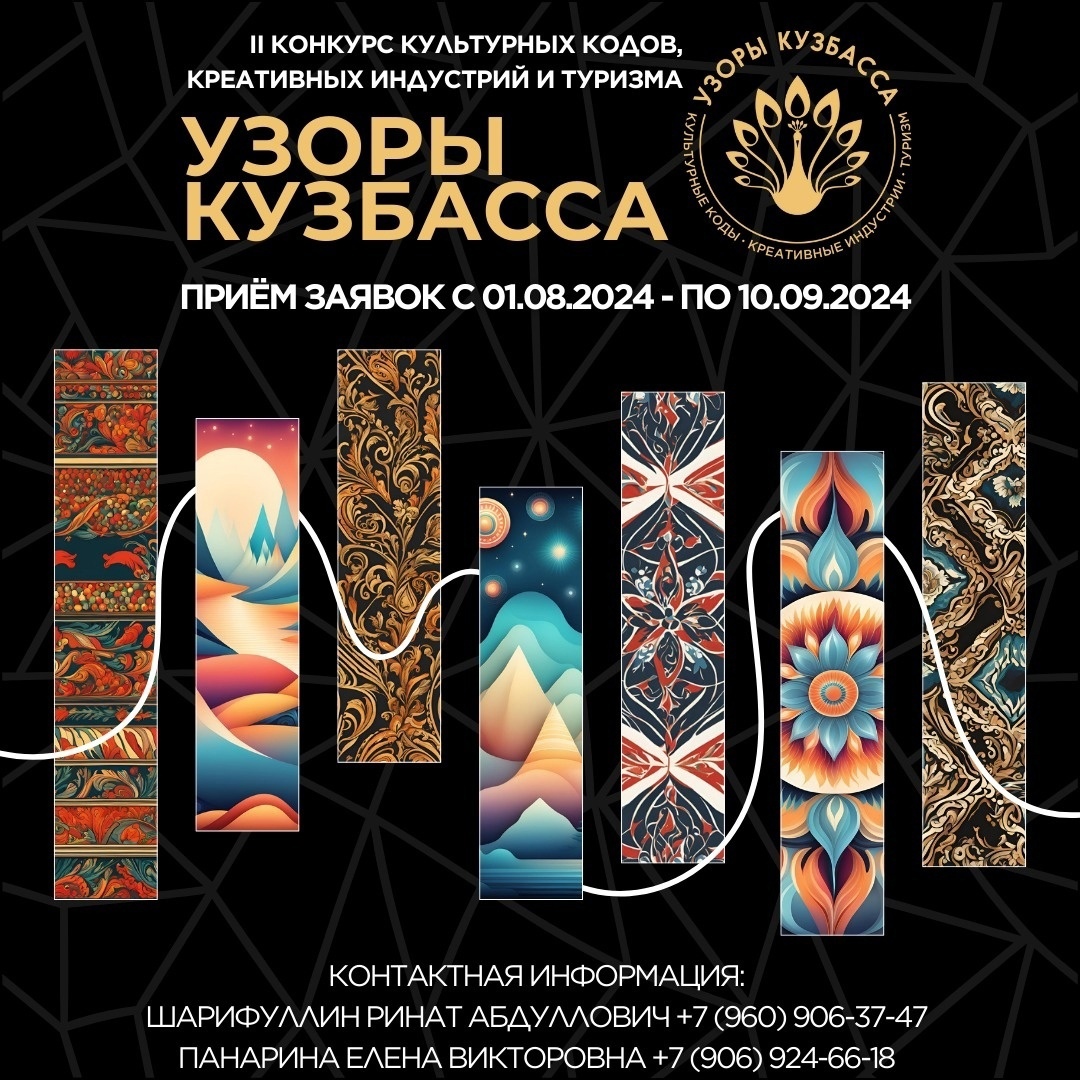 II КОНКУРС КУЛЬТУРНЫХ КОДОВ,
КРЕАТИВНЫХ ИНДУСТРИЙ И ТУРИЗМА
УЗОРЫ
КУЗБАССА
УЗОРЫ КУЗБАССА
КУЛЬТУРНЫЕ КОДЫ · КРЕАТИВНЫЕ ИНДУСТРИИ · ТУРИЗМ
ПРИЁМ ЗАЯВОК С 01.08.2024 - ПО 10.09.2024
КОНТАКТНАЯ ИНФОРМАЦИЯ:
ШАРИФУЛЛИН РИНАТ АБДУЛЛОВИЧ +7 (960) 906-37-47
ПАНАРИНА ЕЛЕНА ВИКТОРОВНА +7 (906) 924-66-18